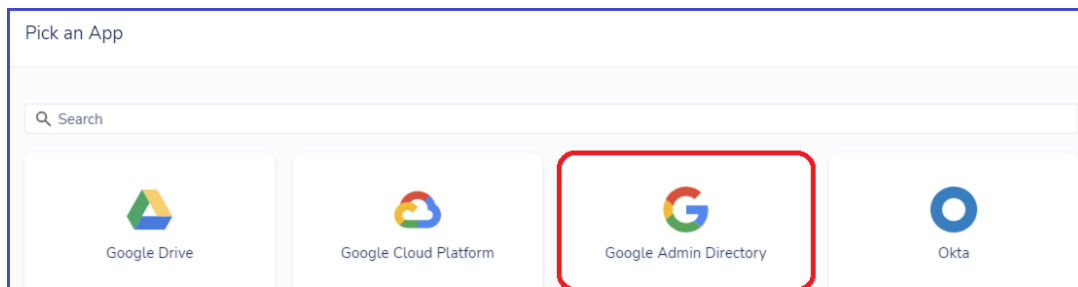 Pick an App
Search
Google Drive
Google Cloud Platform
Google Admin Directory
Okta